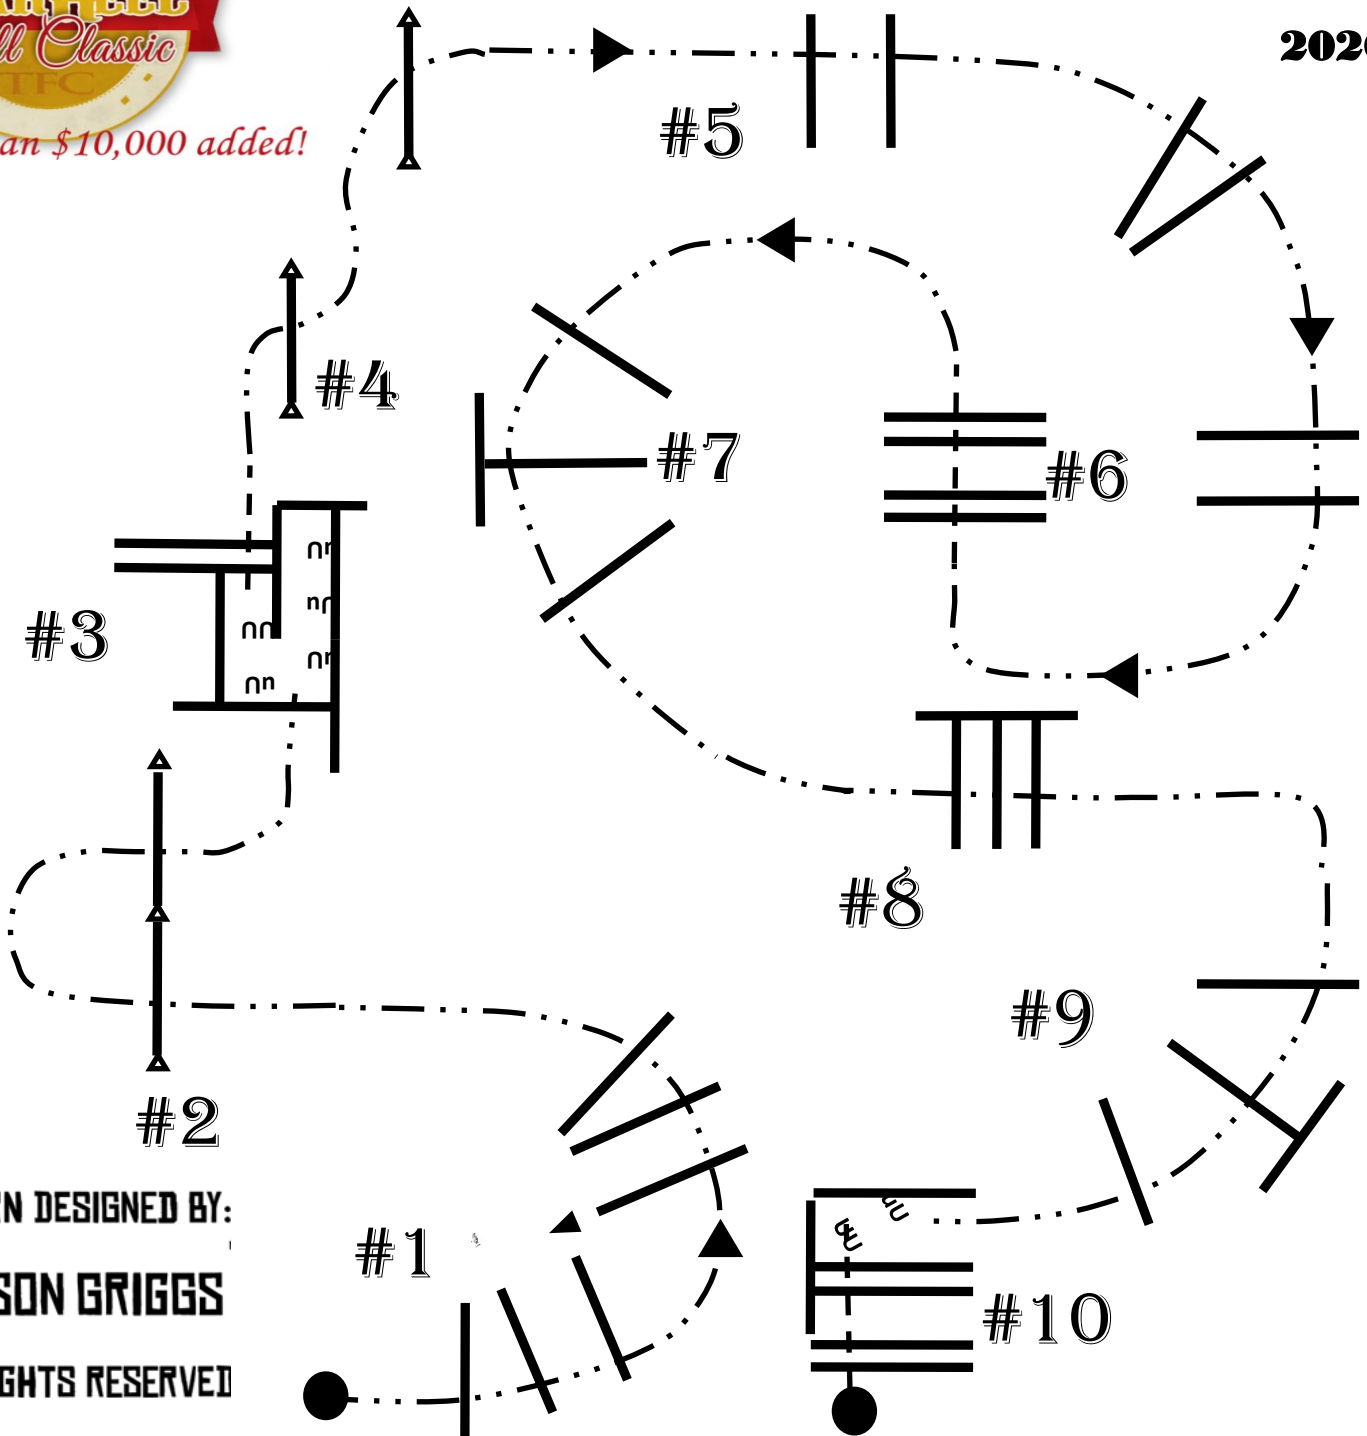 ll Classic
TFC
an $10,000 added!
#5
#4
#7
#6
#3
#8
#9
#2
N DESIGNED BY:
#1
SON GRIGGS
#10
GHTS RESERVED